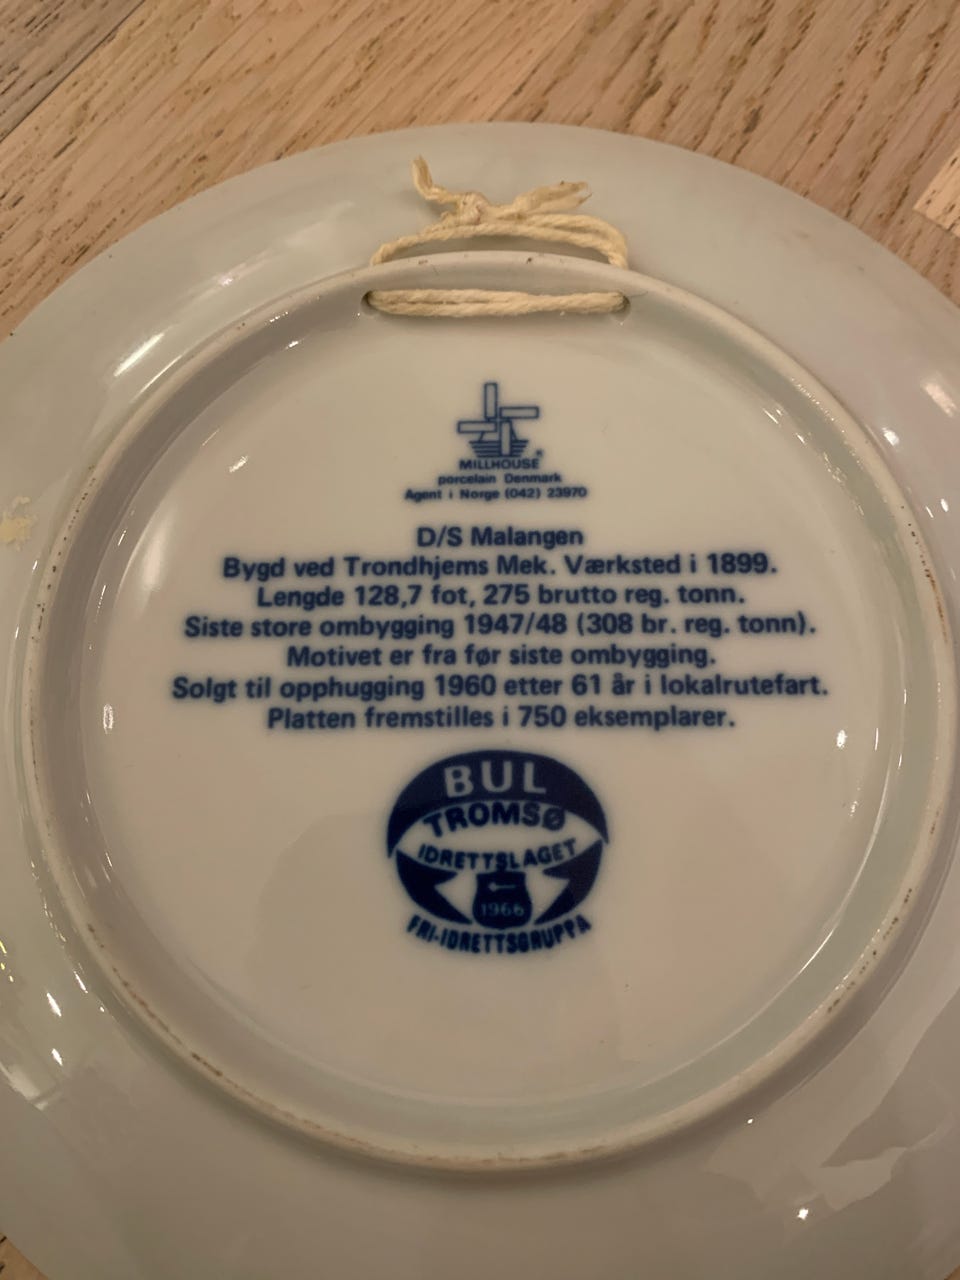 MILLHOUSE
porcelain Denmark
Agent i Norge (042) 23970
D/S Malangen
Bygd ved Trondhjems Mek. Værksted i 1899.
Lengde 128,7 fot, 275 brutto reg. tonn.
Siste store ombygging 1947/48 (308 br. reg. tonn).
Motivet er fra før siste ombygging.
Solgt til opphugging 1960 etter 61 år i lokalrutefart.
Platten fremstilles i 750 eksemplarer.
BUL
TROMSØ
IDRETTSLAGET
1966
FRI-IDRETTSGRUPPA